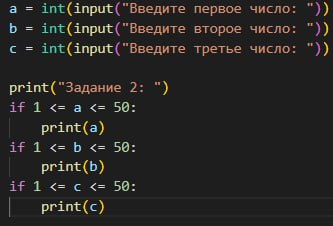 a = int(input("Введите первое число: "))
b = int(input("Введите второе число: "))
c = int(input("Введите третье число: "))

print("Задание 2: ")
if 1 <= a <= 50:
    print(a)
if 1 <= b <= 50:
    print(b)
if 1 <= c <= 50:
    print(c)